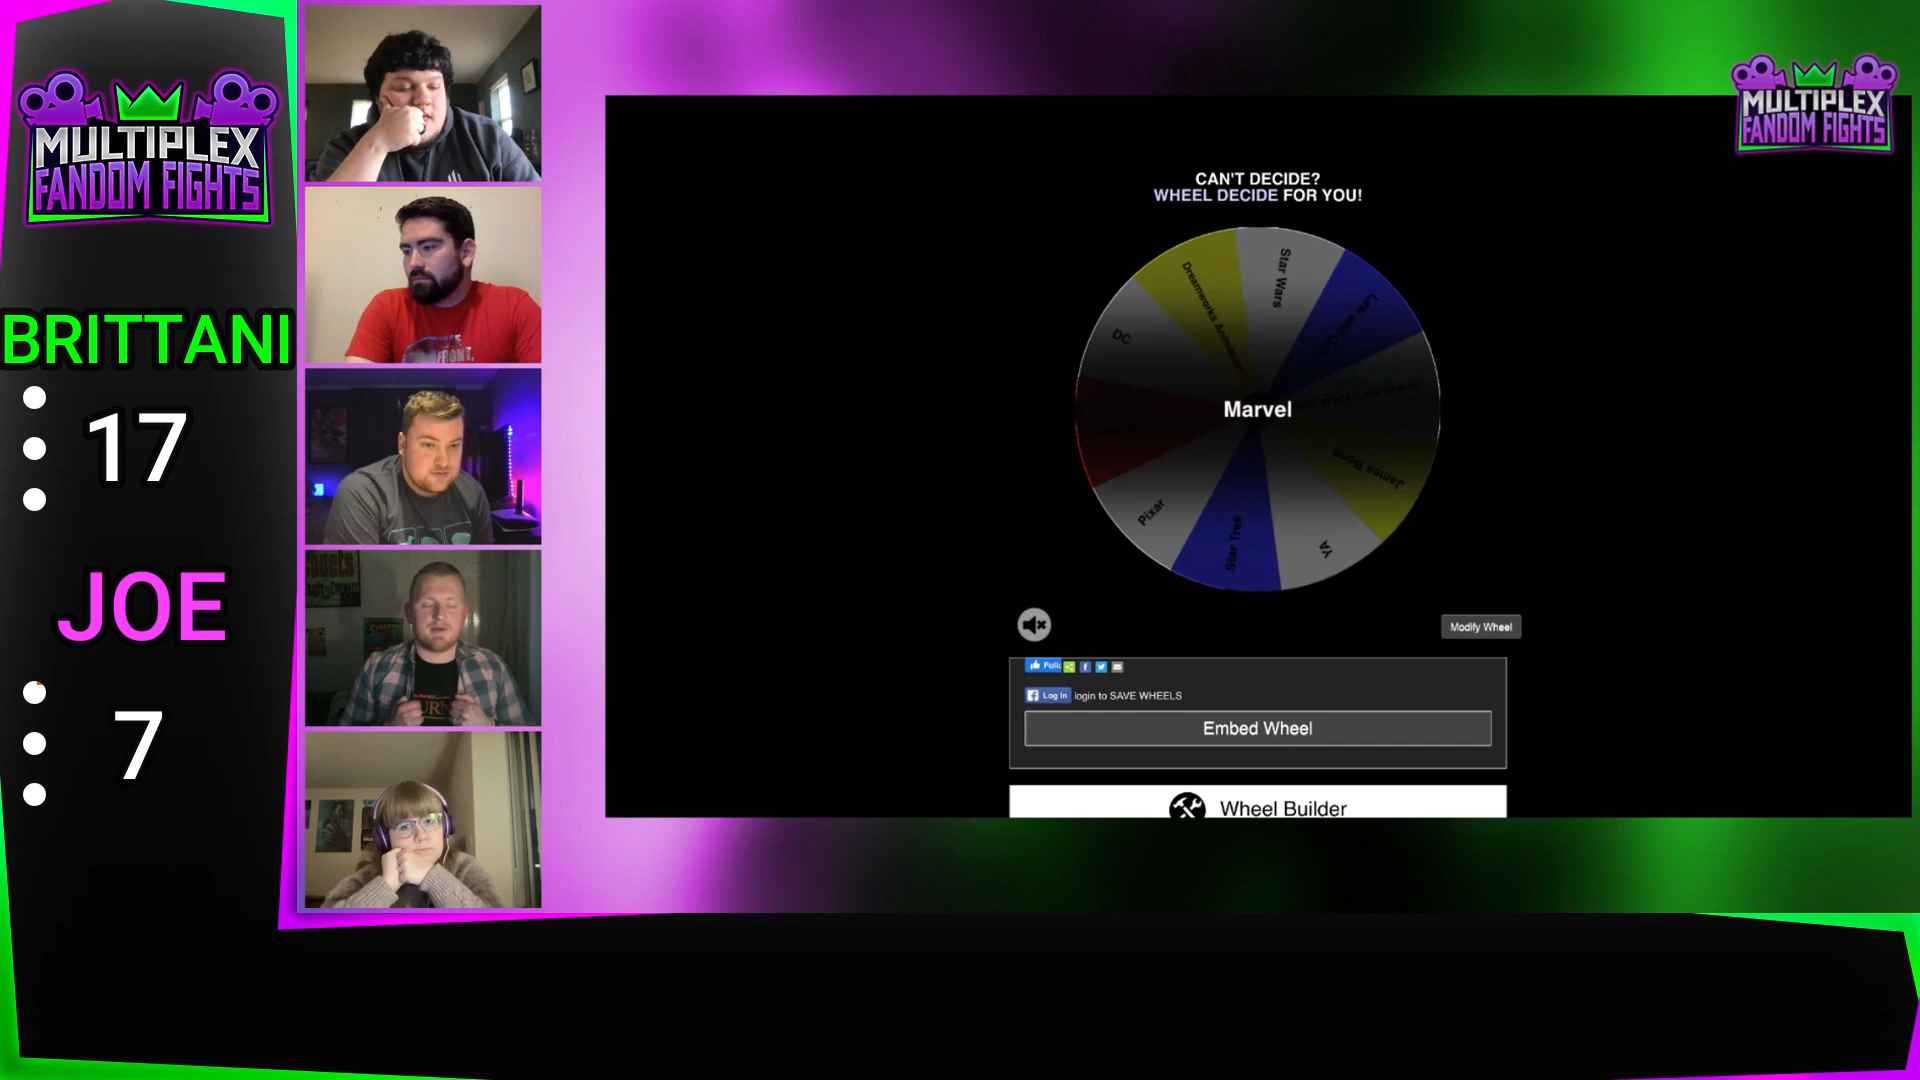 MULTIPLEX
FANDOM FIGHTS
BRITTANI
17
JOE
7
MULTIPLEX
FANDOM FIGHTS
CAN'T DECIDE?
WHEEL DECIDE FOR YOU!
Star Wars
Law and
Dreamworks Animation
DC
Marvel
James Bond
Pixar
Star Trek
YA
Modify Wheel
Log In login to SAVE WHEELS
Embed Wheel
Wheel Builder